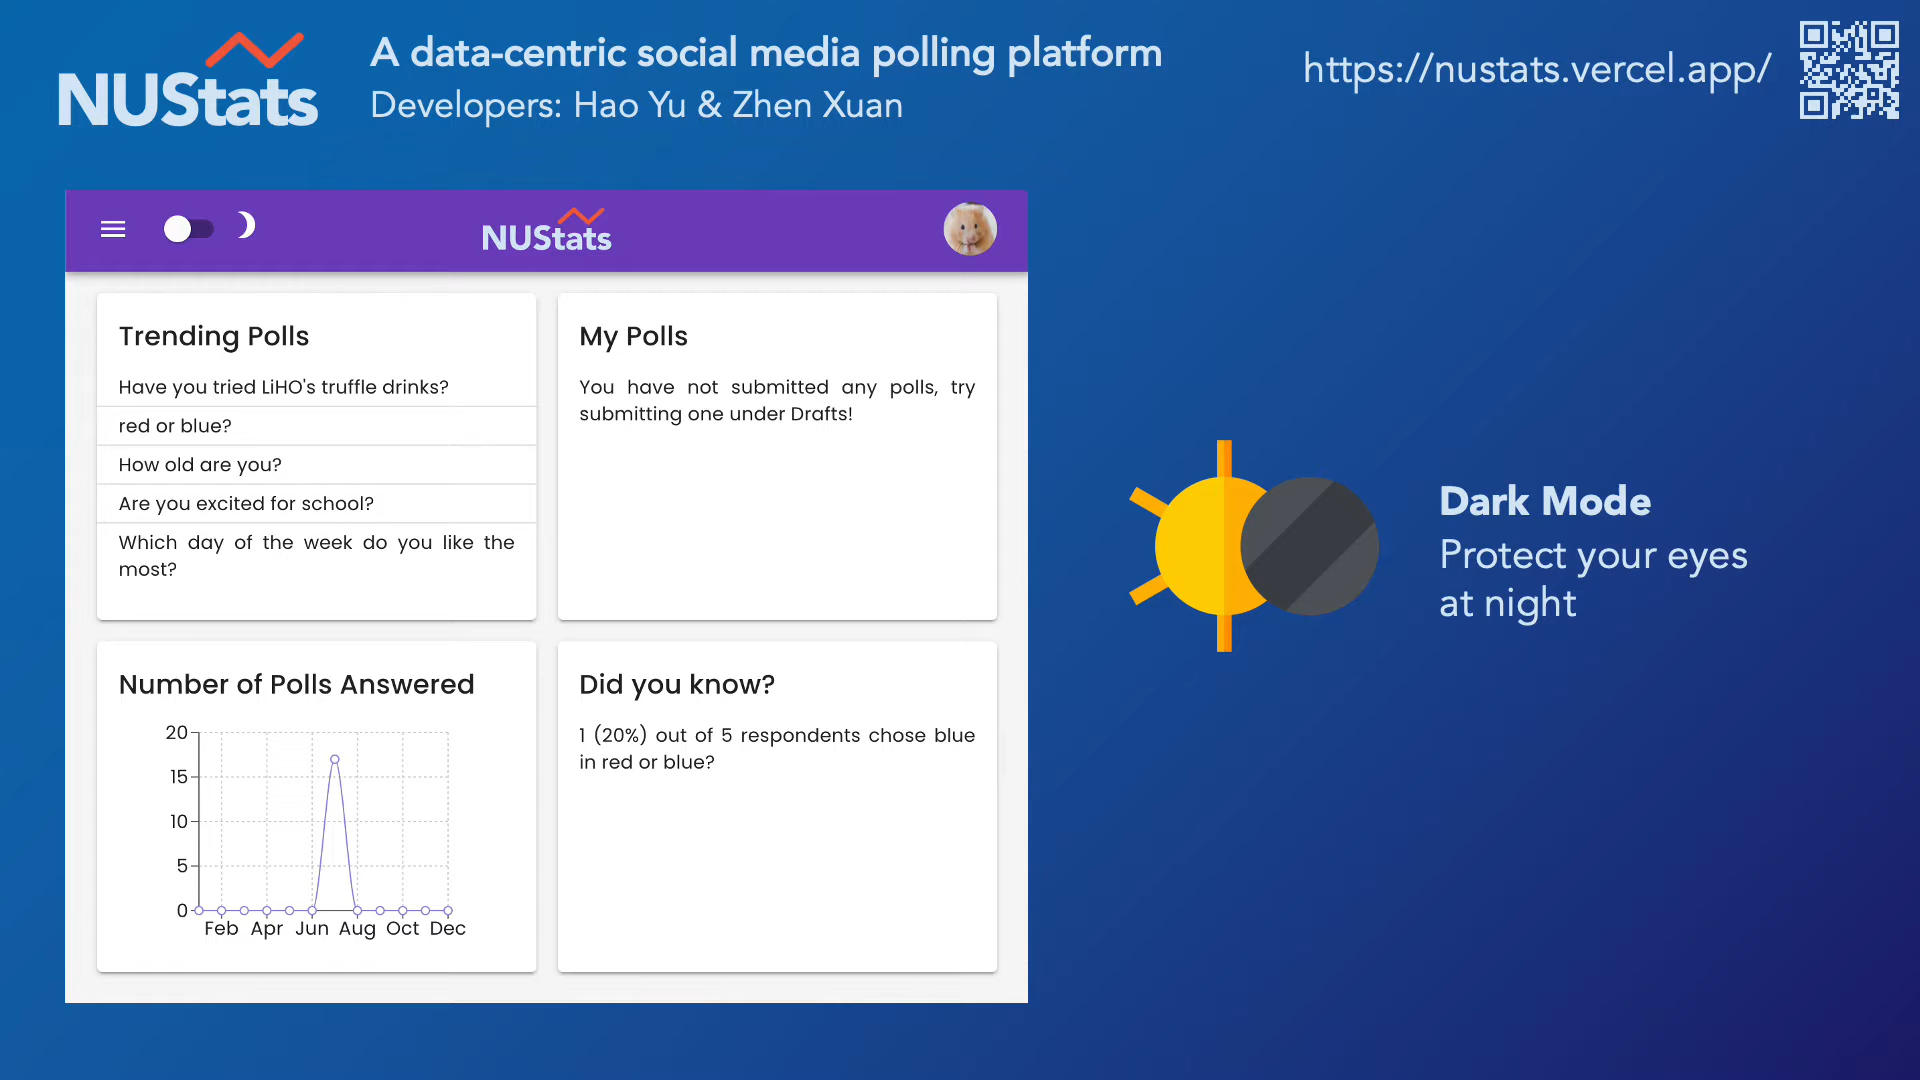 NUStats
A data-centric social media polling platform
Developers: Hao Yu & Zhen Xuan
https://nustats.vercel.app/
NUStats
Trending Polls
Have you tried LiHO's truffle drinks?
red or blue?
How old are you?
Are you excited for school?
Which day of the week do you like the
most?
My Polls
You have not submitted any polls, try
submitting one under Drafts!
Number of Polls Answered
20
15
10
5
0
Feb Apr Jun Aug Oct Dec
Did you know?
1 (20%) out of 5 respondents chose blue
in red or blue?
Dark Mode
Protect your eyes
at night